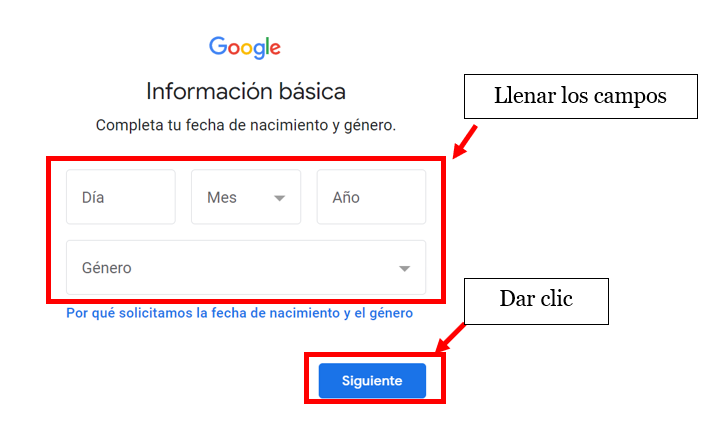 Google
Información básica
Llenar los campos
Completa tu fecha de nacimiento y género.
Día
Mes
Año
Género
Por qué solicitamos la fecha de nacimiento y el género
Dar clic
Siguiente